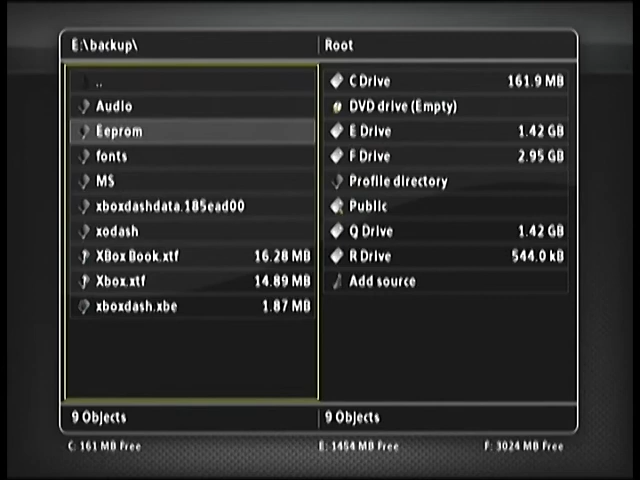 E:\backup\
Root
..
Audio
Eeprom
fonts
MS
xboxdashdata.185ead00
xodash
XBox Book.xtf 16.28 MB
Xbox.xtf 14.89 MB
xboxdash.xbe 1.87 MB
C Drive 161.9 MB
DVD drive (Empty)
E Drive 1.42 GB
F Drive 2.95 GB
Profile directory
Public
Q Drive 1.42 GB
R Drive 544.0 kB
Add source
9 Objects
9 Objects
C: 161 MB Free
E: 1454 MB Free
F: 3024 MB Free